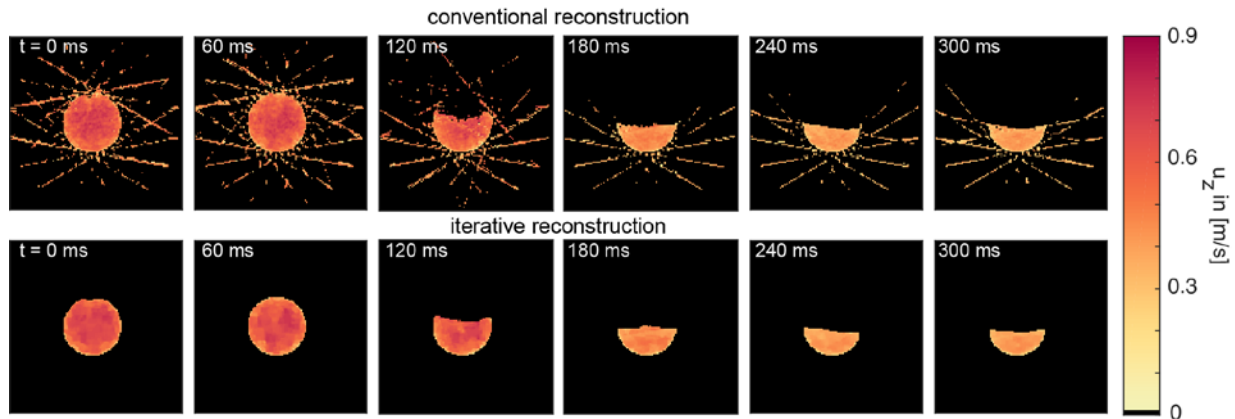 conventional reconstruction
t = 0 ms
60 ms
120 ms
180 ms
240 ms
300 ms
iterative reconstruction
t = 0 ms
60 ms
120 ms
180 ms
240 ms
300 ms
0.9
0.6
0.3
0
u_z in [m/s]